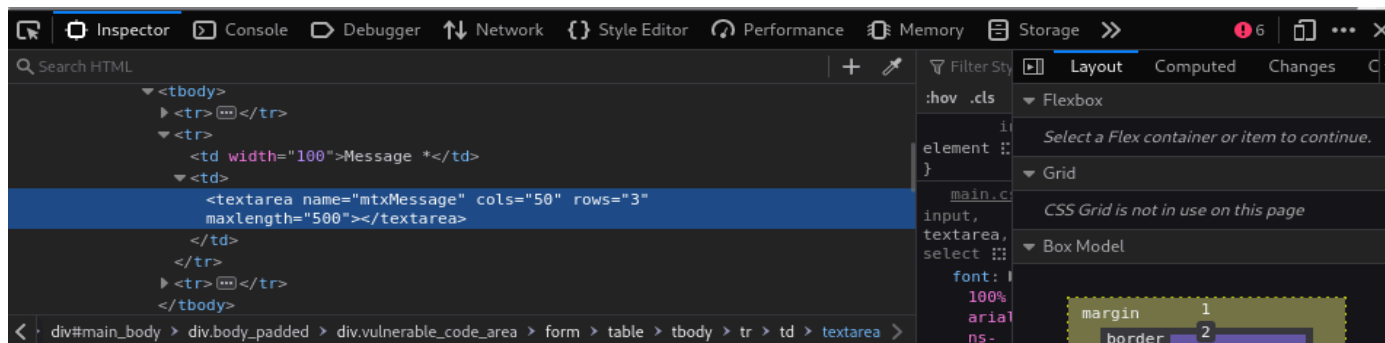 Inspector Console Debugger Network {} Style Editor Performance Memory Storage 6
Search HTML
<tbody>
<tr> </tr>
<tr>
<td width="100">Message *</td>
<td>
<textarea name="mtxMessage" cols="50" rows="3"
maxlength="500"></textarea>
</td>
</tr>
<tr> </tr>
</tbody>
div#main_body > div.body_padded > div.vulnerable_code_area > form > table > tbody > tr > td > textarea
Filter
:hov .cls
element
}
input,
textarea,
select
font:
100%
ns-
Layout Computed Changes
Flexbox
Select a Flex container or item to continue.
Grid
CSS Grid is not in use on this page
Box Model
margin 1
border 2